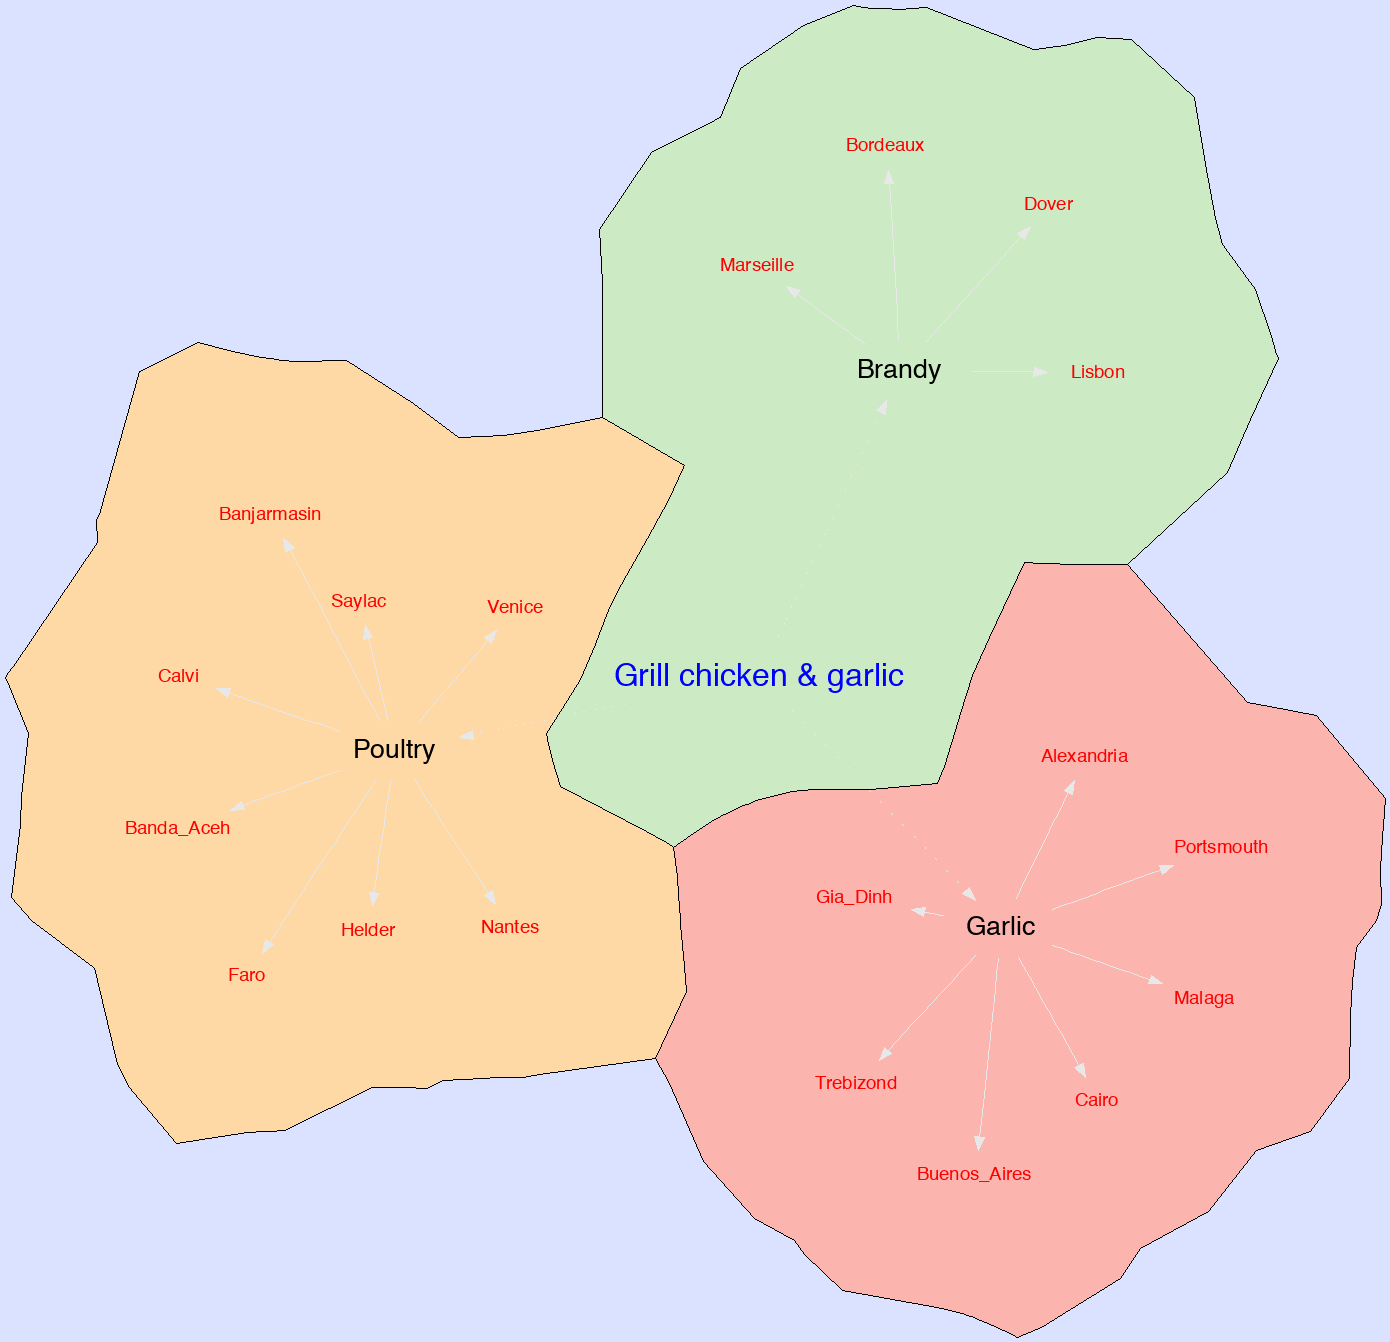 Bordeaux
Dover
Marseille
Brandy
Lisbon
Banjarmasin
Saylac
Venice
Calvi
Grill chicken & garlic
Poultry
Alexandria
Banda_Aceh
Portsmouth
Gia_Dinh
Helder
Nantes
Garlic
Faro
Malaga
Trebizond
Cairo
Buenos_Aires